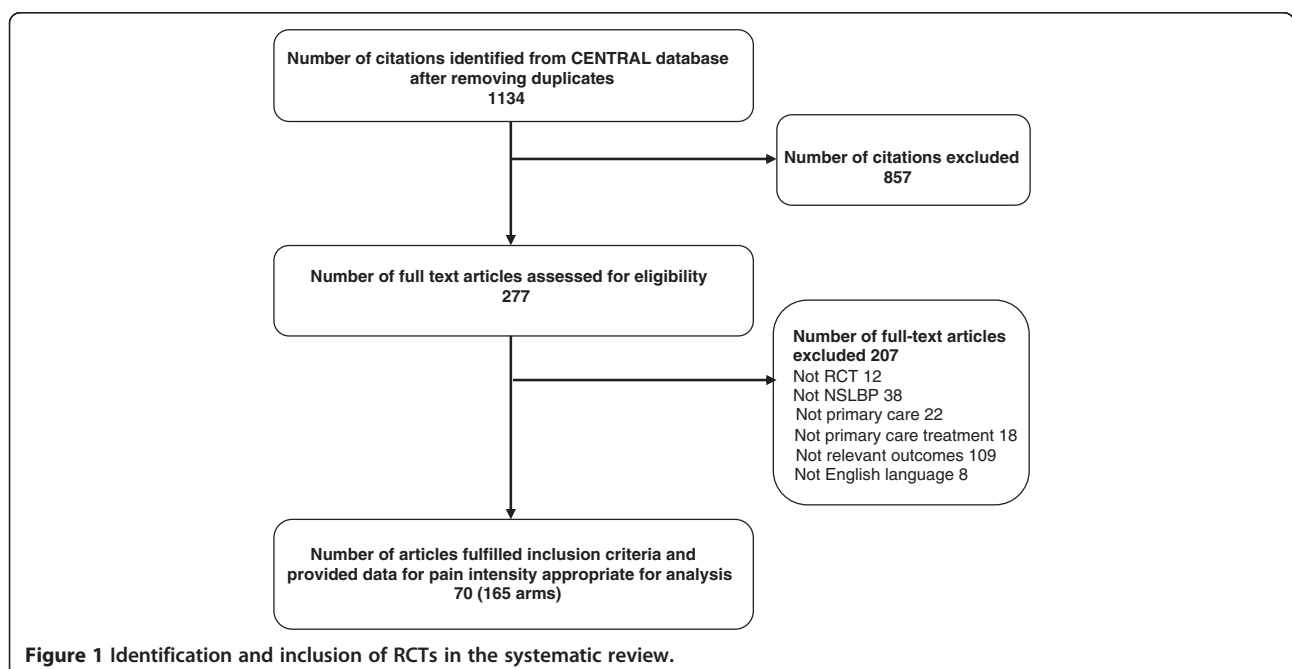 Number of citations identified from CENTRAL database
after removing duplicates
1134
Number of citations excluded
857
Number of full text articles assessed for eligibility
277
Number of full-text articles
excluded 207
Not RCT 12
Not NSLBP 38
Not primary care 22
Not primary care treatment 18
Not relevant outcomes 109
Not English language 8
Number of articles fulfilled inclusion criteria and
provided data for pain intensity appropriate for analysis
70 (165 arms)
Figure 1 Identification and inclusion of RCTs in the systematic review.